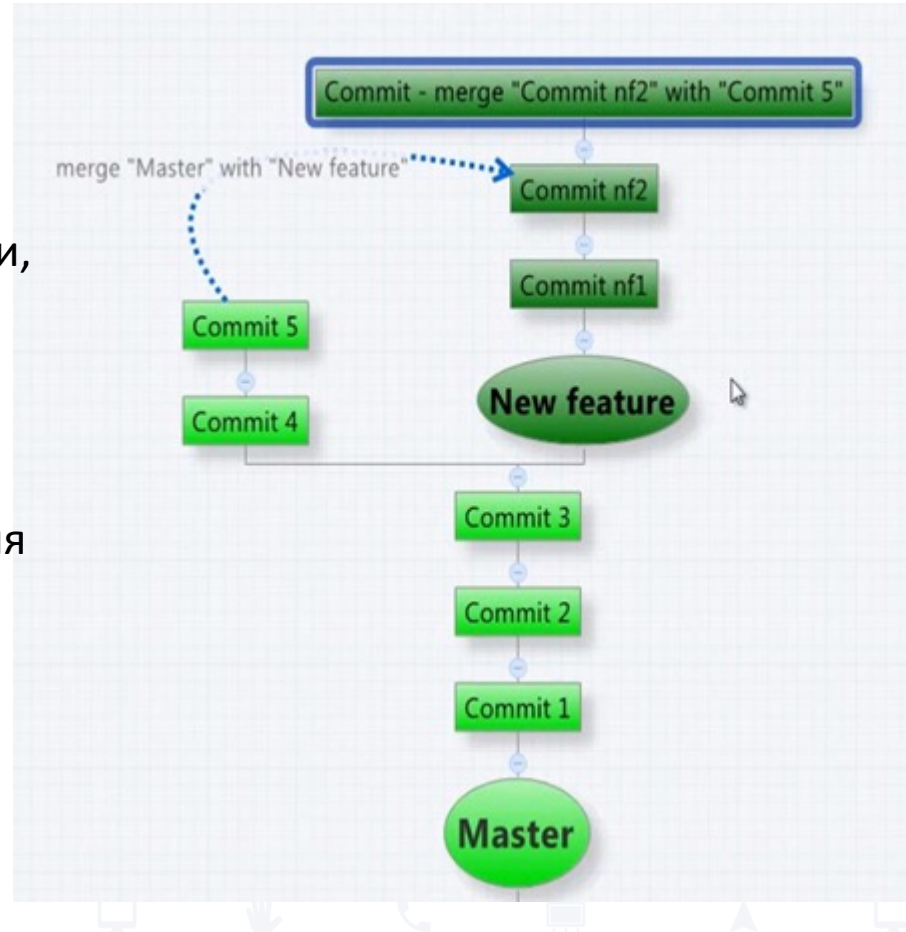 Commit - merge "Commit nf2" with "Commit 5"
merge "Master" with "New feature"
Commit nf2
и,
Commit nf1
Commit 5
New feature
Commit 4
Commit 3
я
Commit 2
Commit 1
Master